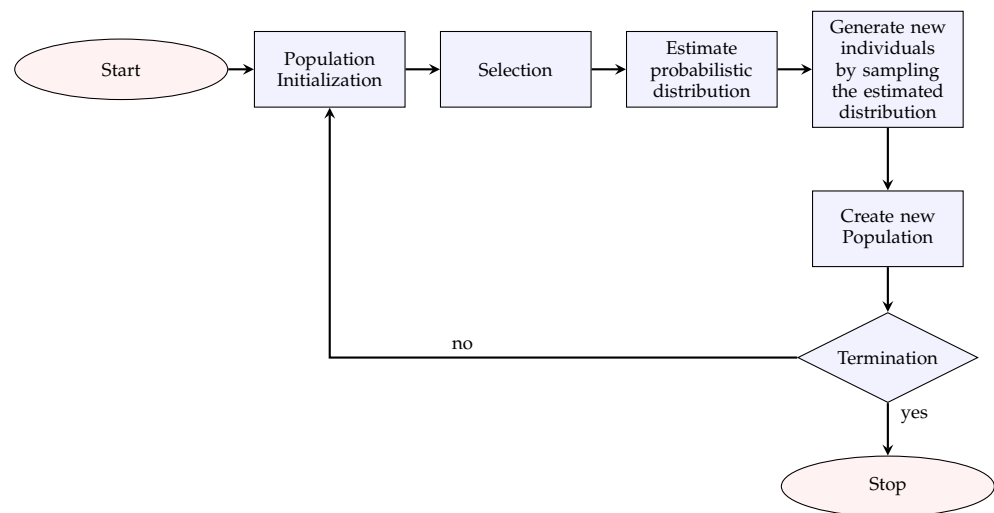 Start
Population
Initialization
Selection
Estimate
probabilistic
distribution
Generate new
individuals
by sampling
the estimated
distribution
Create new
Population
Termination
no
yes
Stop